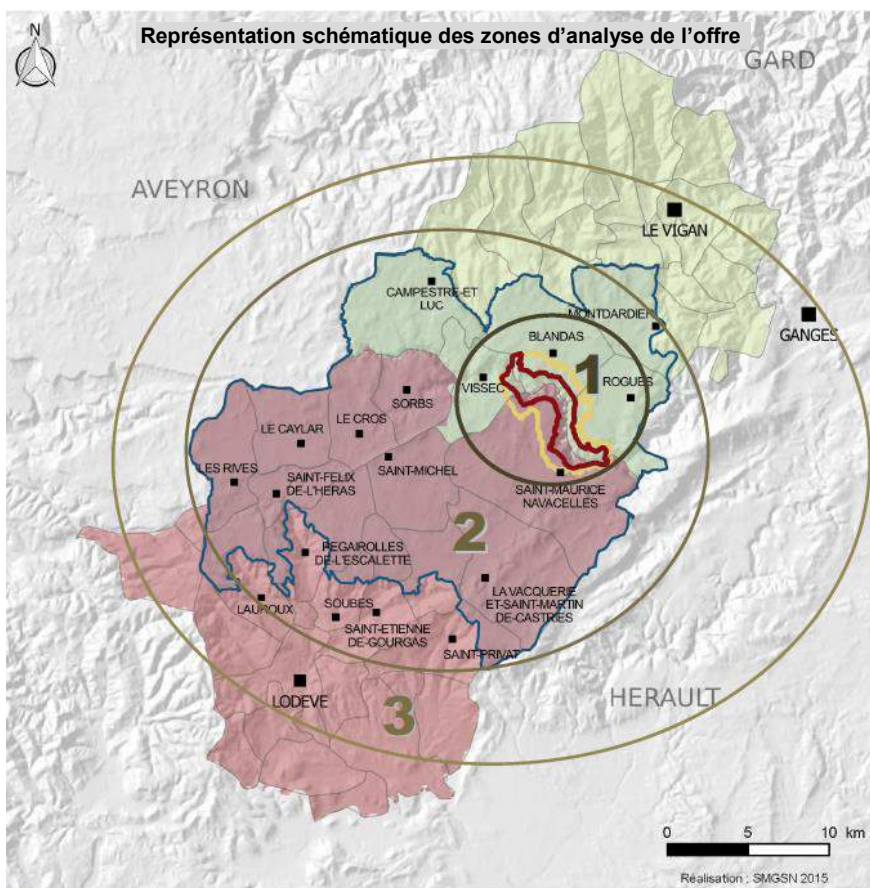 Représentation schématique des zones d'analyse de l'offre
N
GARD
AVEYRON
LE VIGAN
CAMPESTRE-ET
LUC
MONTDARDIER
GANGES
BLANDAS
1
VISSEC
ROGUES
SORBS
LE CROS
LE CAYLAR
SAINT-MICHEL
LES RIVES
SAINT-FELIX
DE-L'HERAS
SAINT-MAURICE
NAVACELLES
2
PEGAIROLLES
DE-L'ESCALETTE
LA VACQUERIE
ET-SAINT-MARTIN
DE-CASTRIES
LAUROUX
SOUBES
SAINT-ETIENNE
DE-GOURGAS
SAINT-PRIVAT
LODEVE
HERAULT
3
0 5 10 km
Réalisation : SMGSN 2015